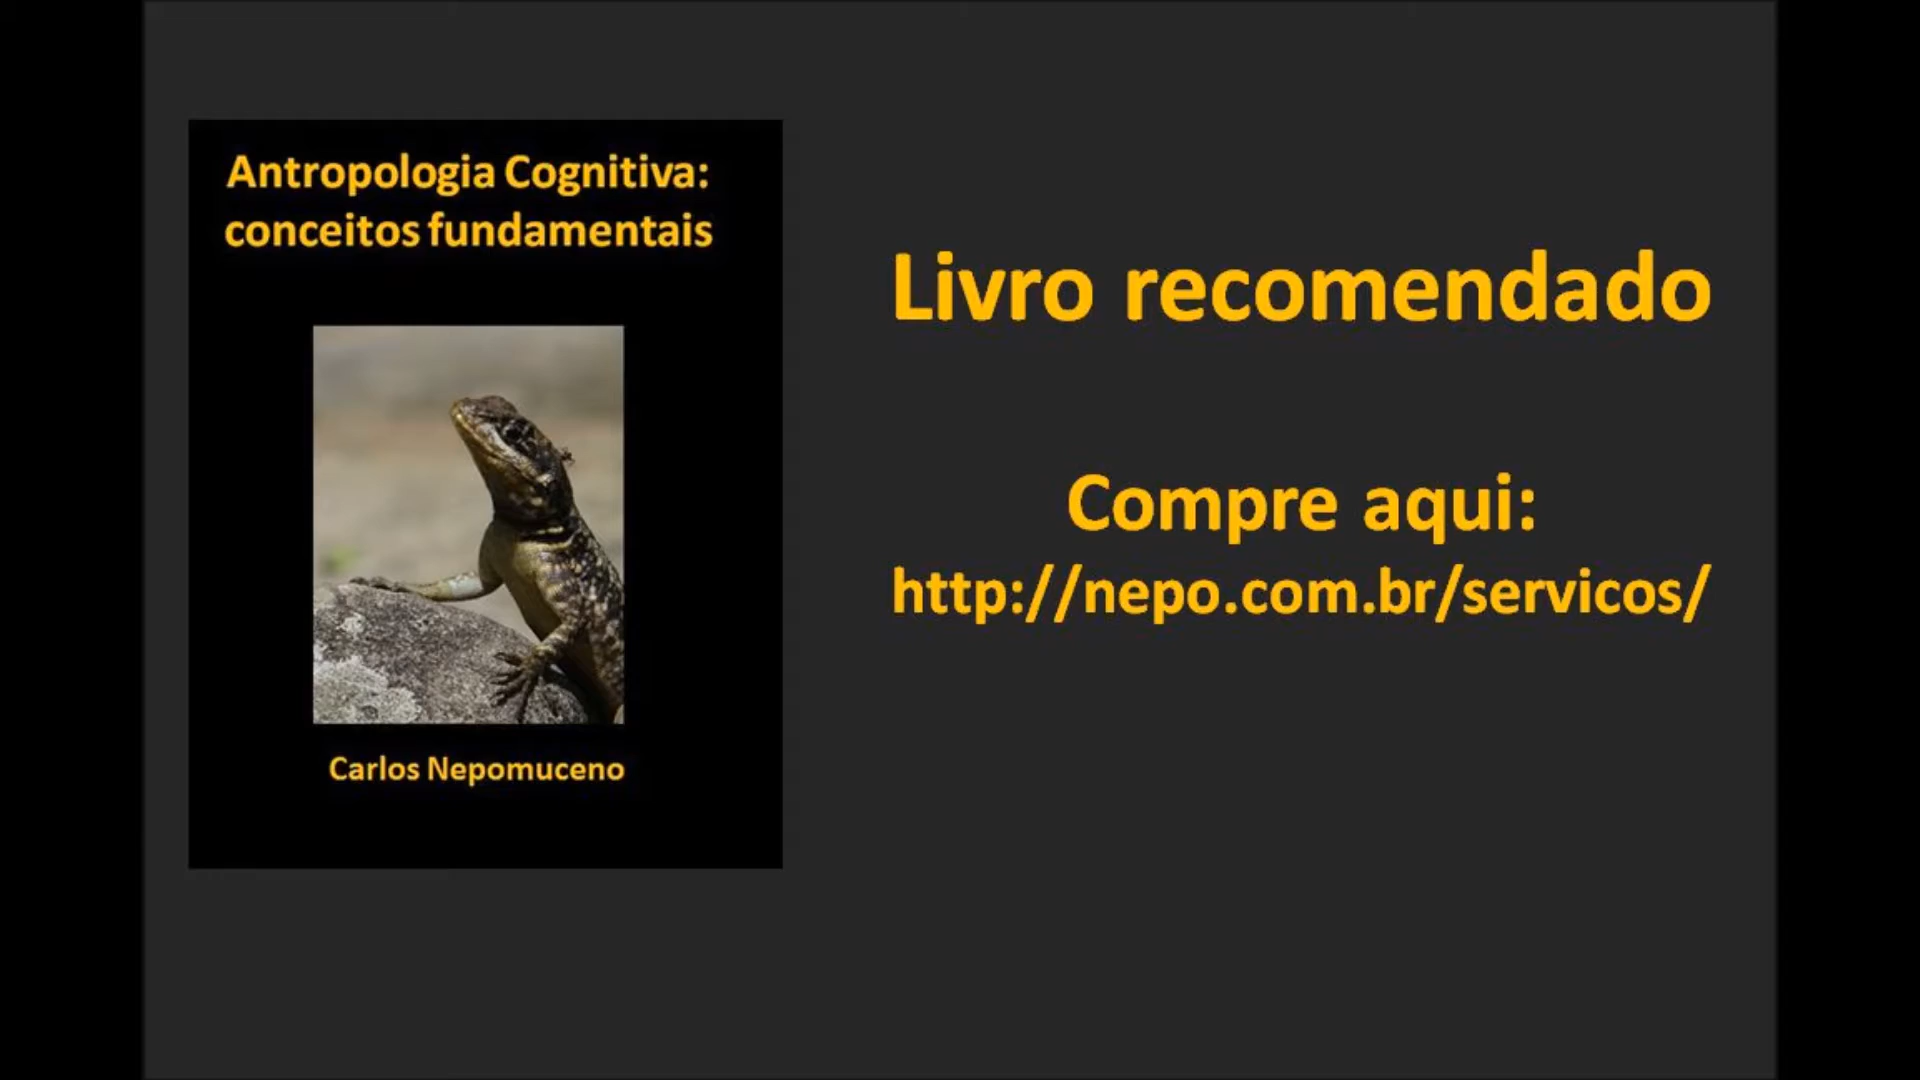 Antropologia Cognitiva:
conceitos fundamentais
Carlos Nepomuceno
Livro recomendado
Compre aqui:
http://nepo.com.br/servicos/